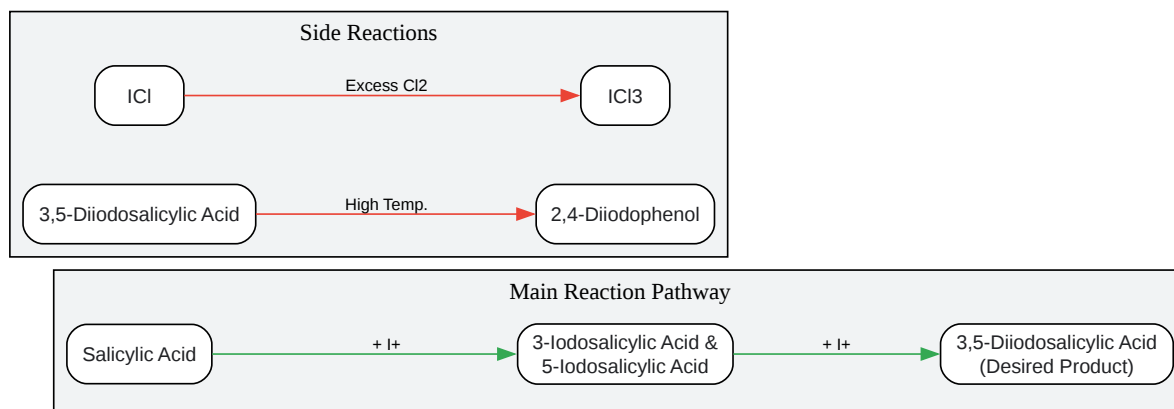 Side Reactions
ICl
Excess Cl2
ICl3
3,5-Diiodosalicylic Acid
High Temp.
2,4-Diiodophenol
Main Reaction Pathway
Salicylic Acid
+ I+
3-Iodosalicylic Acid &
5-Iodosalicylic Acid
+ I+
3,5-Diiodosalicylic Acid
(Desired Product)